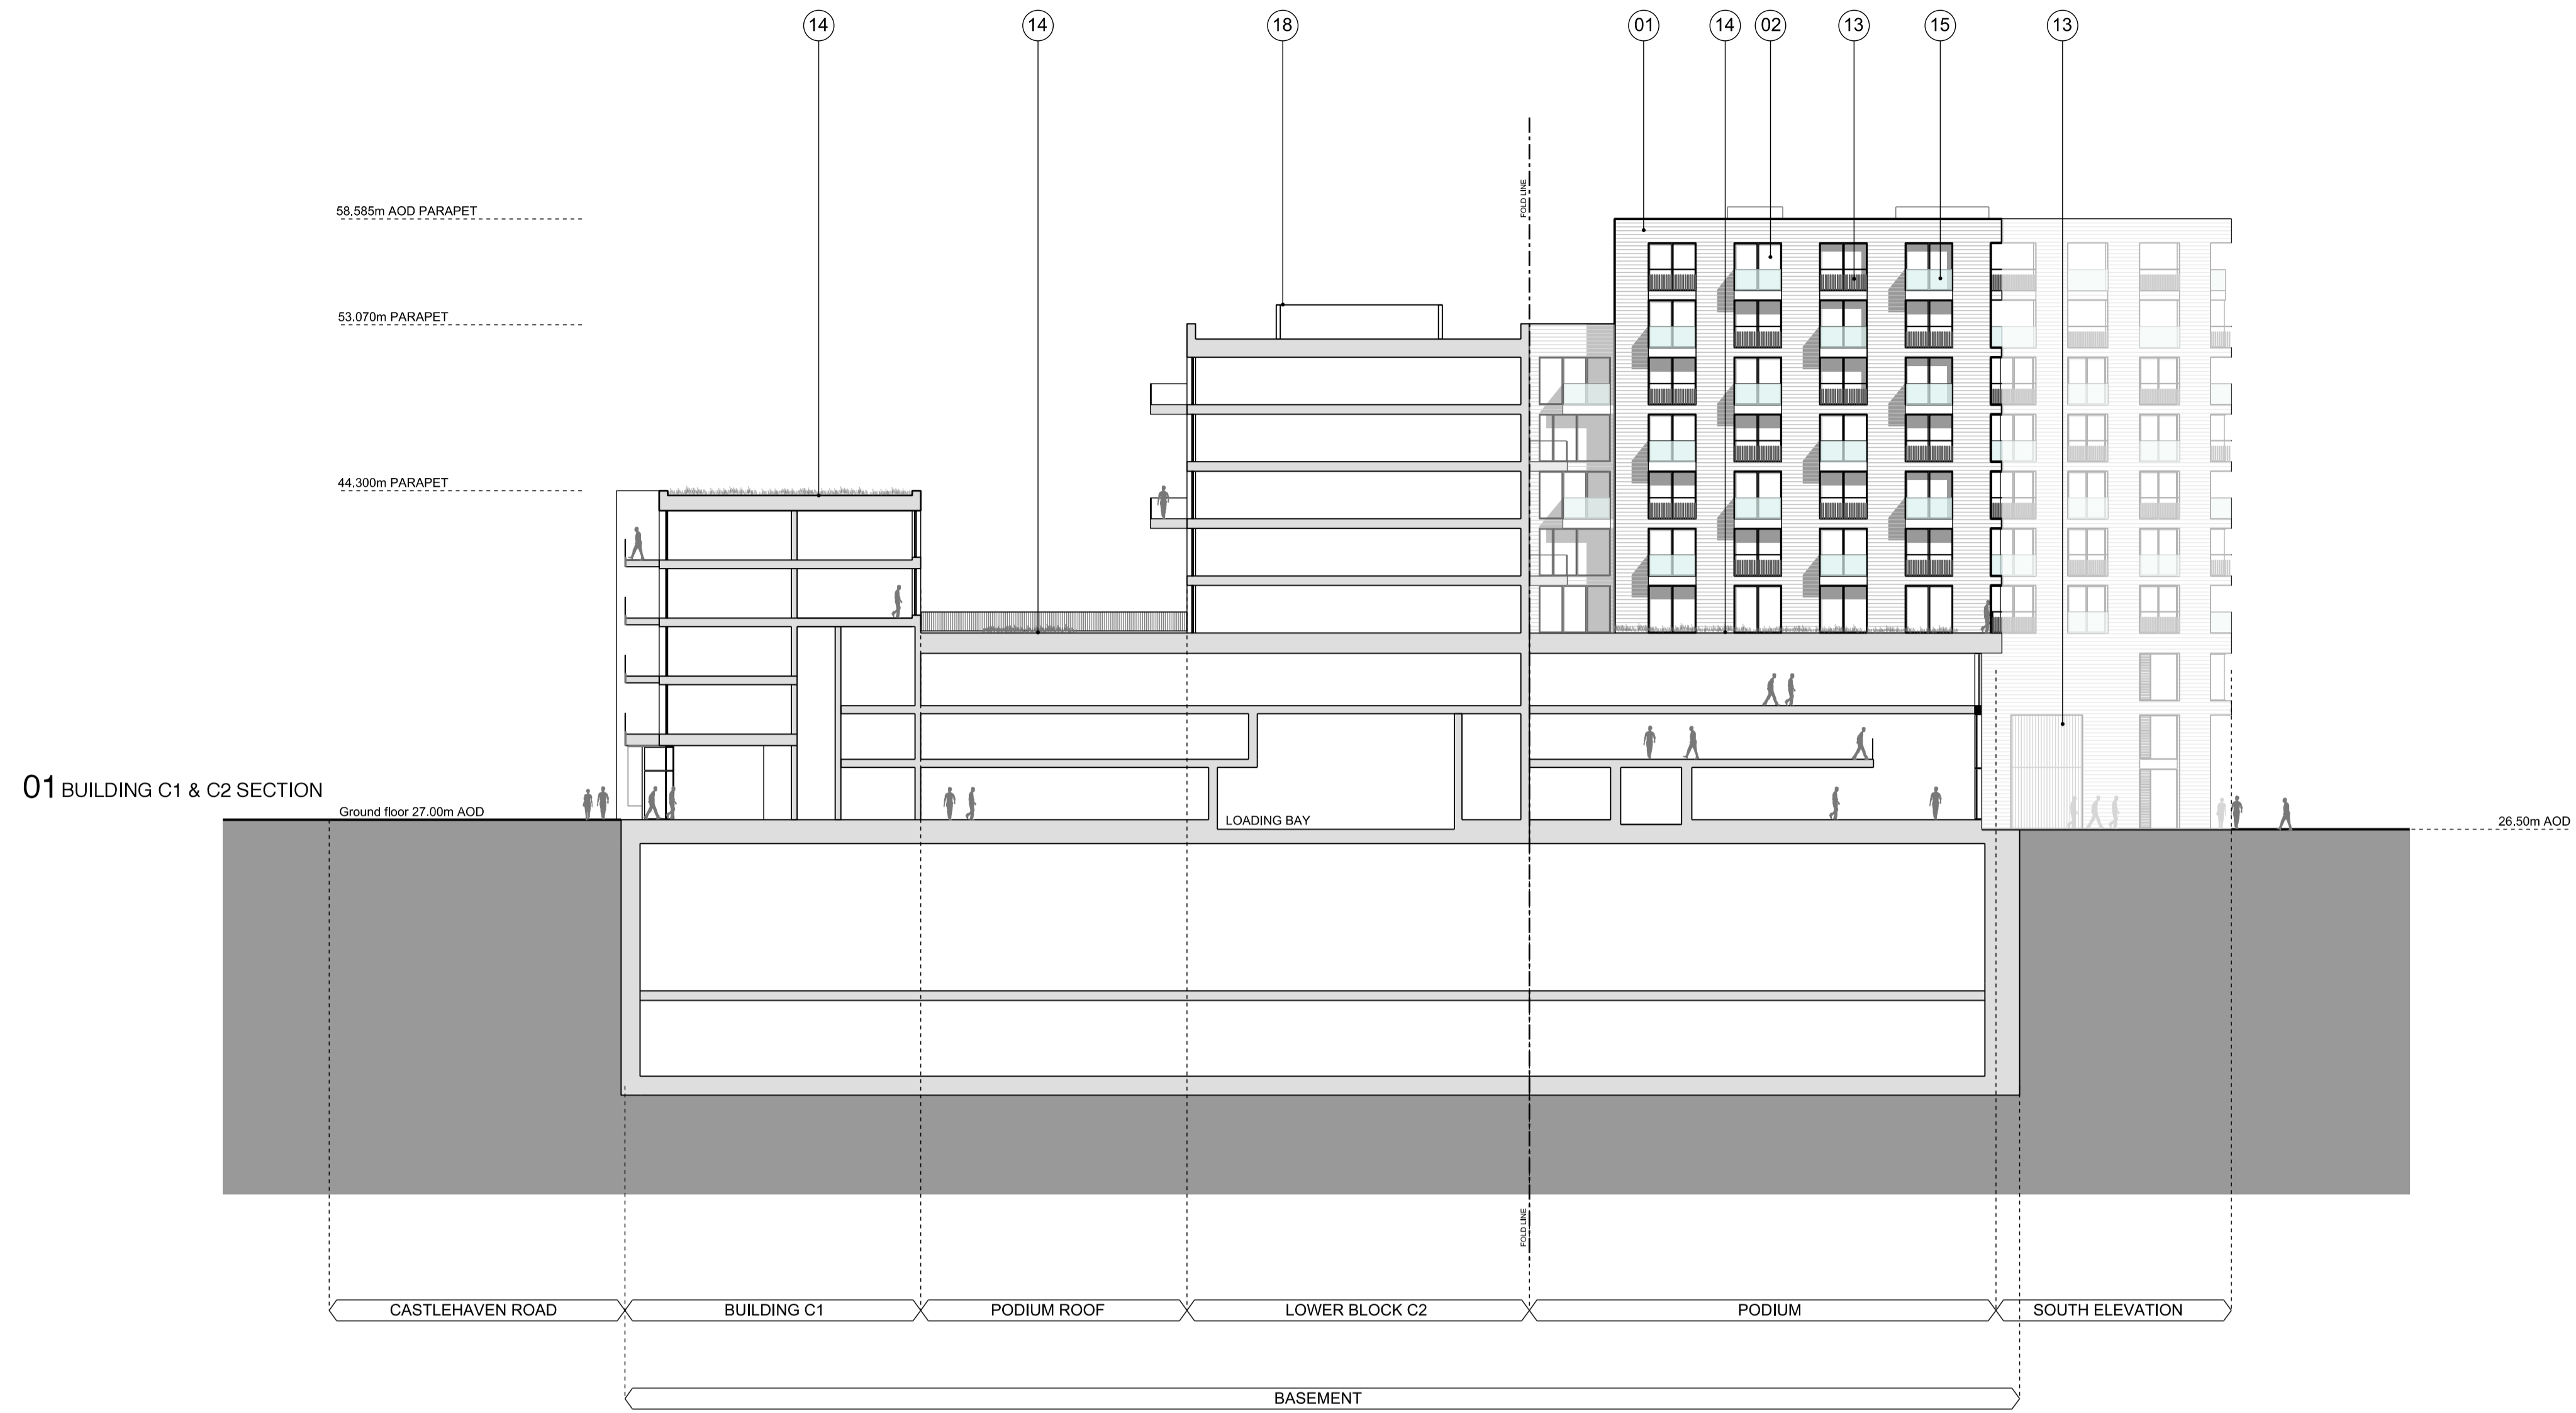 14 14 18 01 14 02 13 15 13
FOLD LINE
58.585m AOD PARAPET
53.070m PARAPET
44.300m PARAPET
01 BUILDING C1 & C2 SECTION
Ground floor 27.00m AOD
LOADING BAY
26.50m AOD
FOLD LINE
CASTLEHAVEN ROAD BUILDING C1 PODIUM ROOF LOWER BLOCK C2 PODIUM SOUTH ELEVATION
BASEMENT